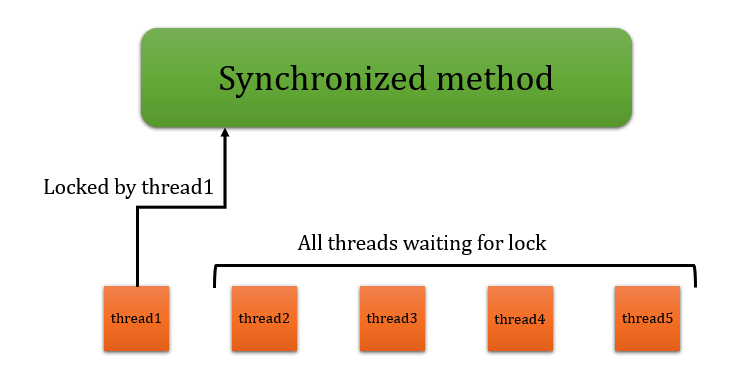 Synchronized method
Locked by thread1
All threads waiting for lock
thread1
thread2
thread3
thread4
thread5